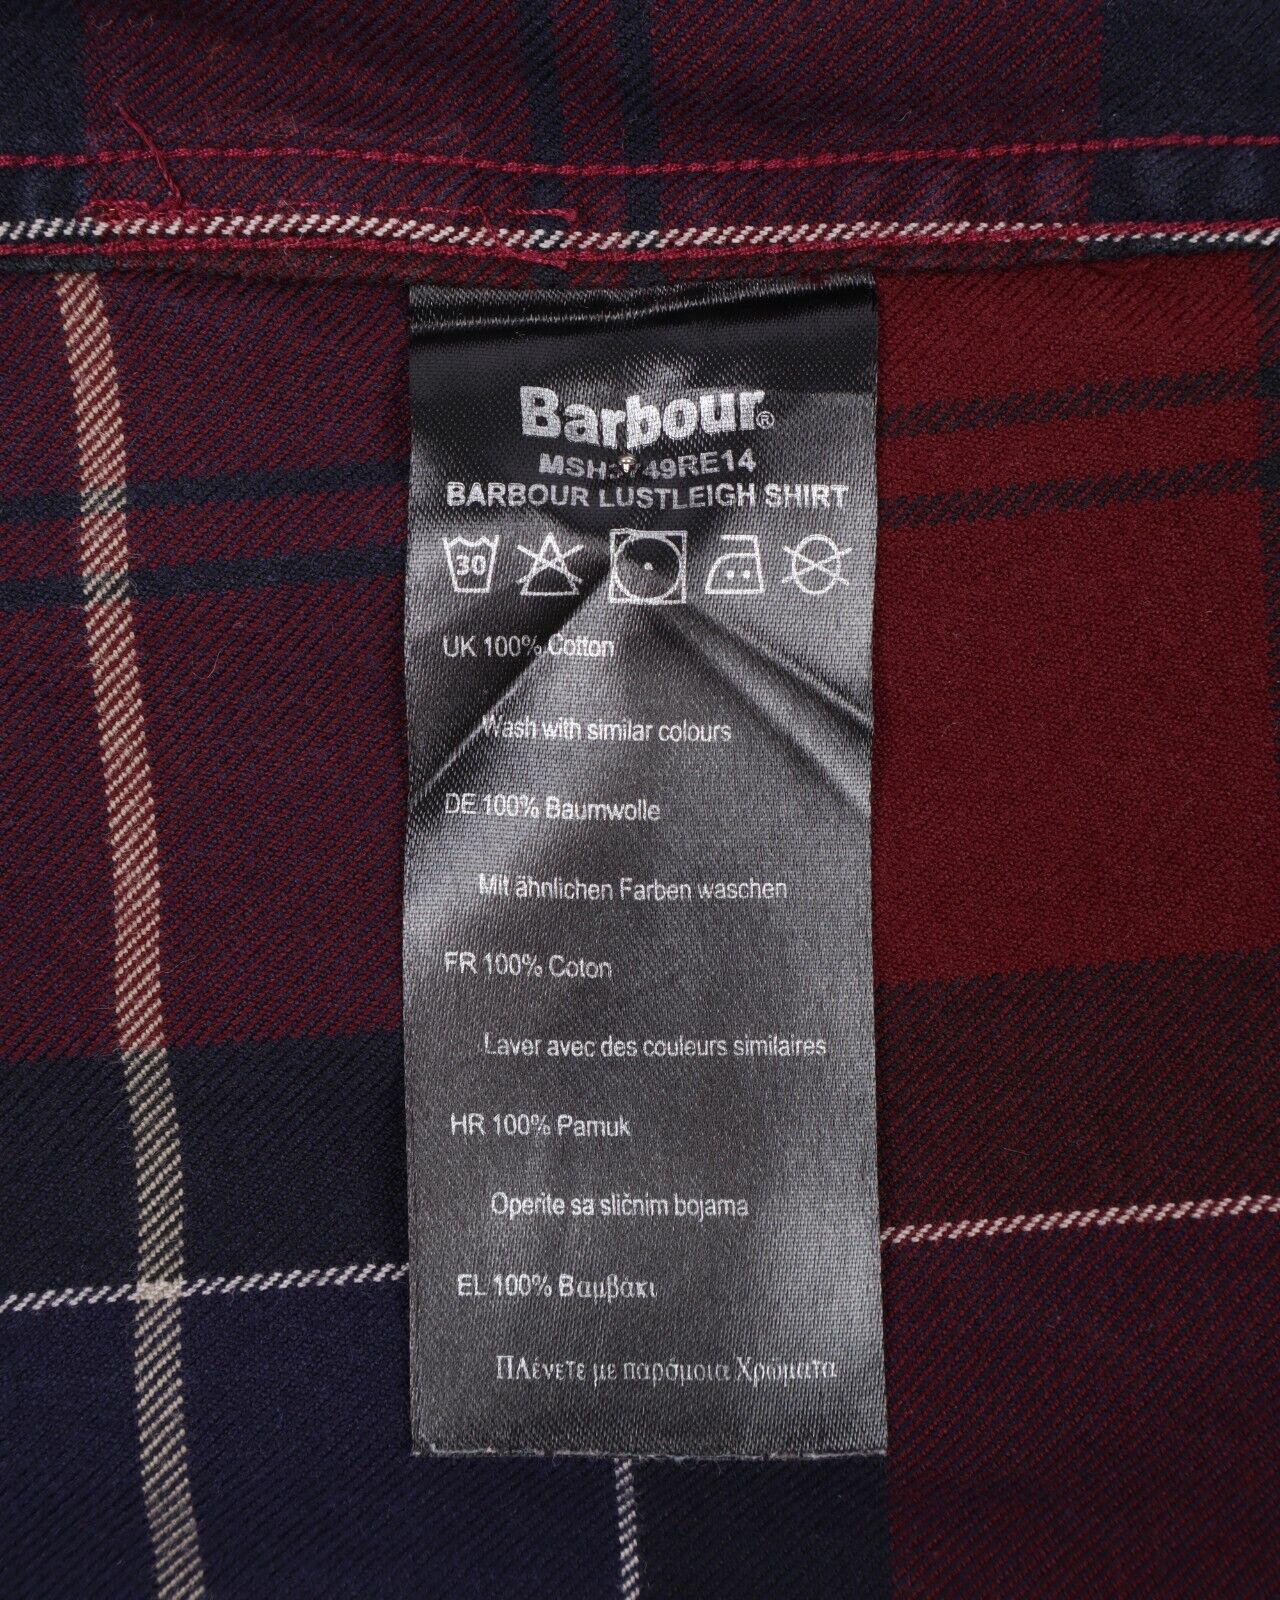 Barbour®
BARBOUR LUSTLEIGH SHIRT
30
UK 100% Cotton
Wash with similar colours
DE 100% Baumwolle
Mit ähnlichen Farben waschen
FR 100% Coton
Laver avec des couleurs similaires
HR 100% Pamuk
Operite sa sličnim bojama
EL 100% Βαμβακι
ΠΛένετε με παρόμοια Χρώματα